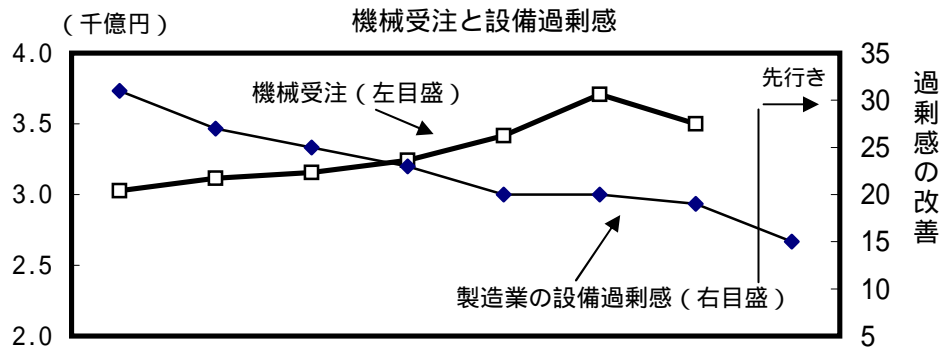 機械受注と設備過剰感
（千億円）
4.0
3.5
3.0
2.5
2.0
35
30
25
20
15
10
5
機械受注（左目盛）
先行き
製造業の設備過剰感（右目盛）
過剰感の改善